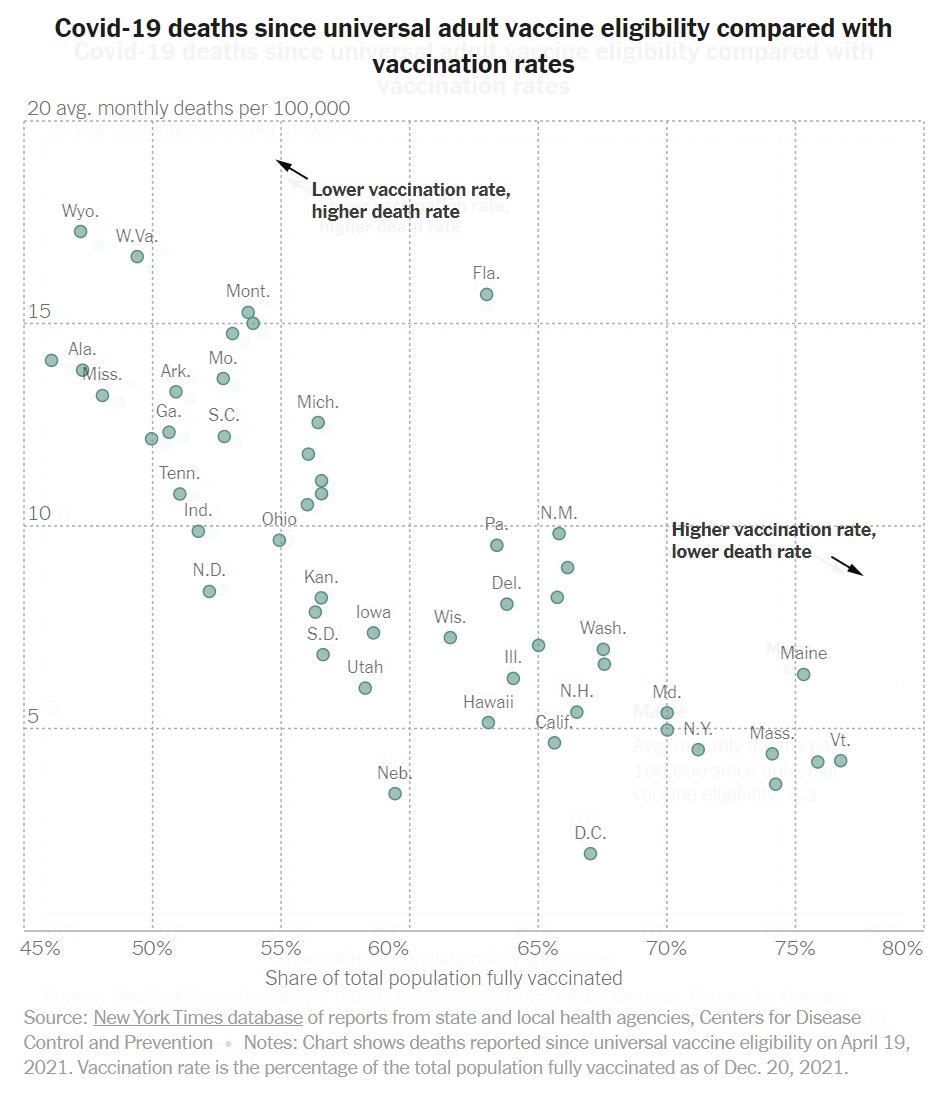 Covid-19 deaths since universal adult vaccine eligibility compared with
vaccination rates
20 avg. monthly deaths per 100,000
Lower vaccination rate,
higher death rate
Wyo.
W.Va.
Fla.
Mont.
15
Ala.
Mo.
Miss.
Ark.
Mich.
Ga.
S.C.
Tenn.
Ind.
10
Ohio
Pa.
N.M.
Higher vaccination rate,
lower death rate
N.D.
Kan.
Del.
Iowa
Wis.
Wash.
S.D.
Utah
Ill.
Maine
Hawaii
N.H.
Md.
5
Calif.
N.Y.
Mass.
Vt.
Neb.
D.C.
45% 50% 55% 60% 65% 70% 75% 80%
Share of total population fully vaccinated
Source: New York Times database of reports from state and local health agencies, Centers for Disease
Control and Prevention • Notes: Chart shows deaths reported since universal vaccine eligibility on April 19,
2021. Vaccination rate is the percentage of the total population fully vaccinated as of Dec. 20, 2021.